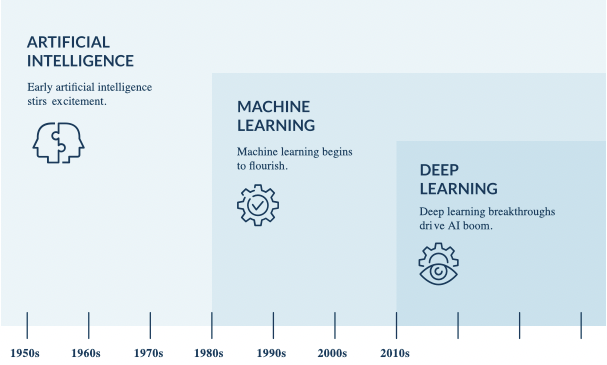 ARTIFICIAL
INTELLIGENCE
Early artificial intelligence
stirs excitement.
MACHINE
LEARNING
Machine learning begins
to flourish.
DEEP
LEARNING
Deep learning breakthroughs
drive AI boom.
1950s 1960s 1970s 1980s 1990s 2000s 2010s